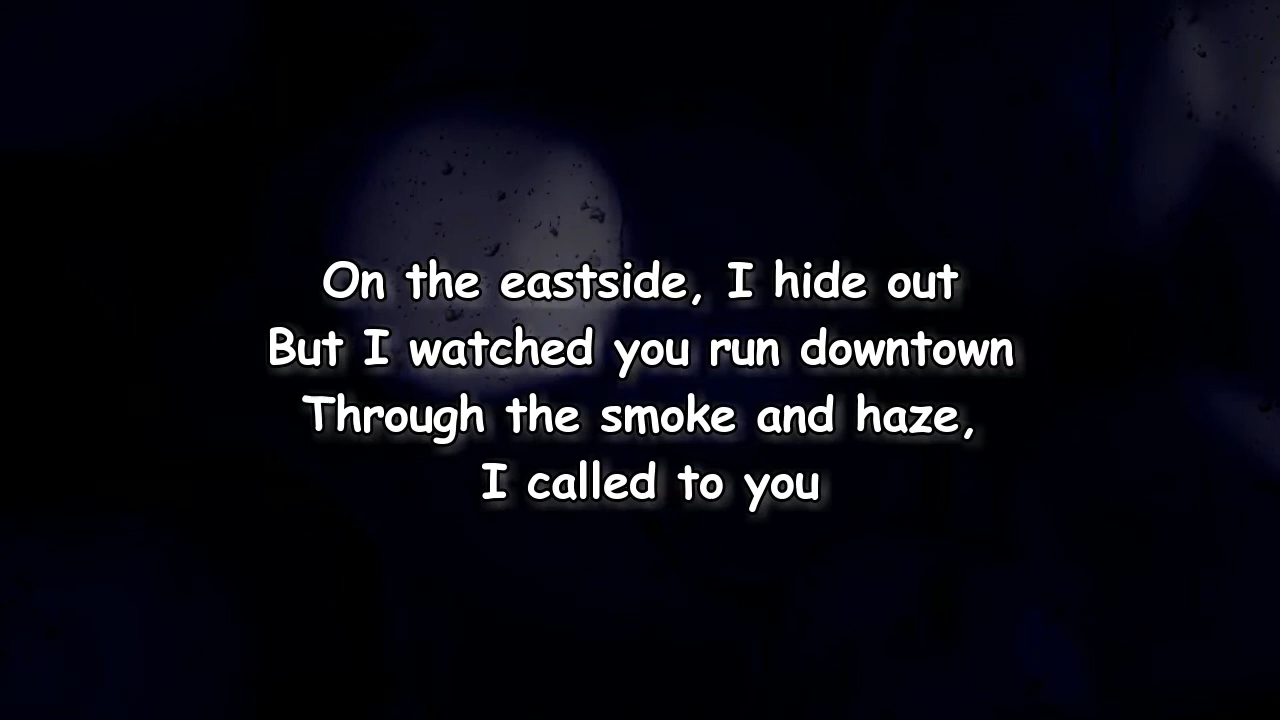 On the eastside, I hide out
But I watched you run downtown
Through the smoke and haze,
I called to you